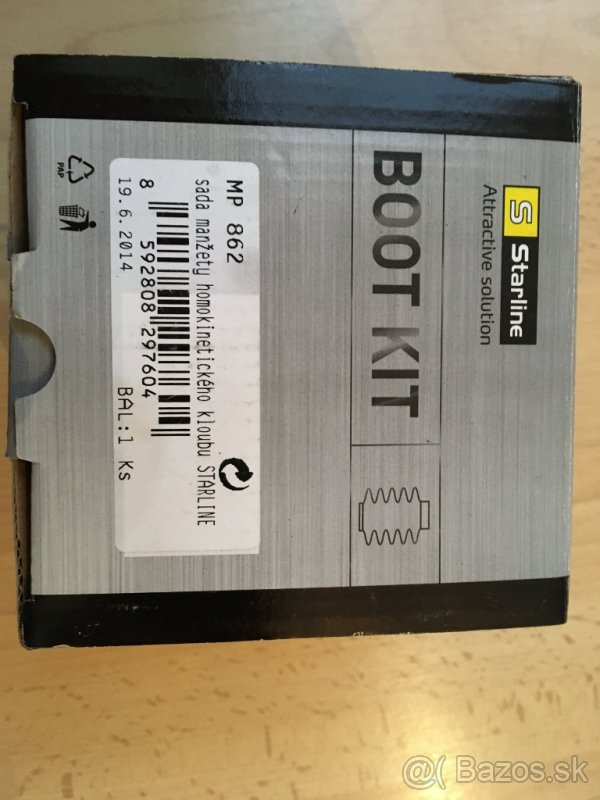 S Starline
Attractive solution
BOOT KIT
MP 862
sada manžety homokinetického kloubu STARLINE
8 592808 297604
19.6.2014 BAL:1 Ks
PAP
@( Bazos.sk